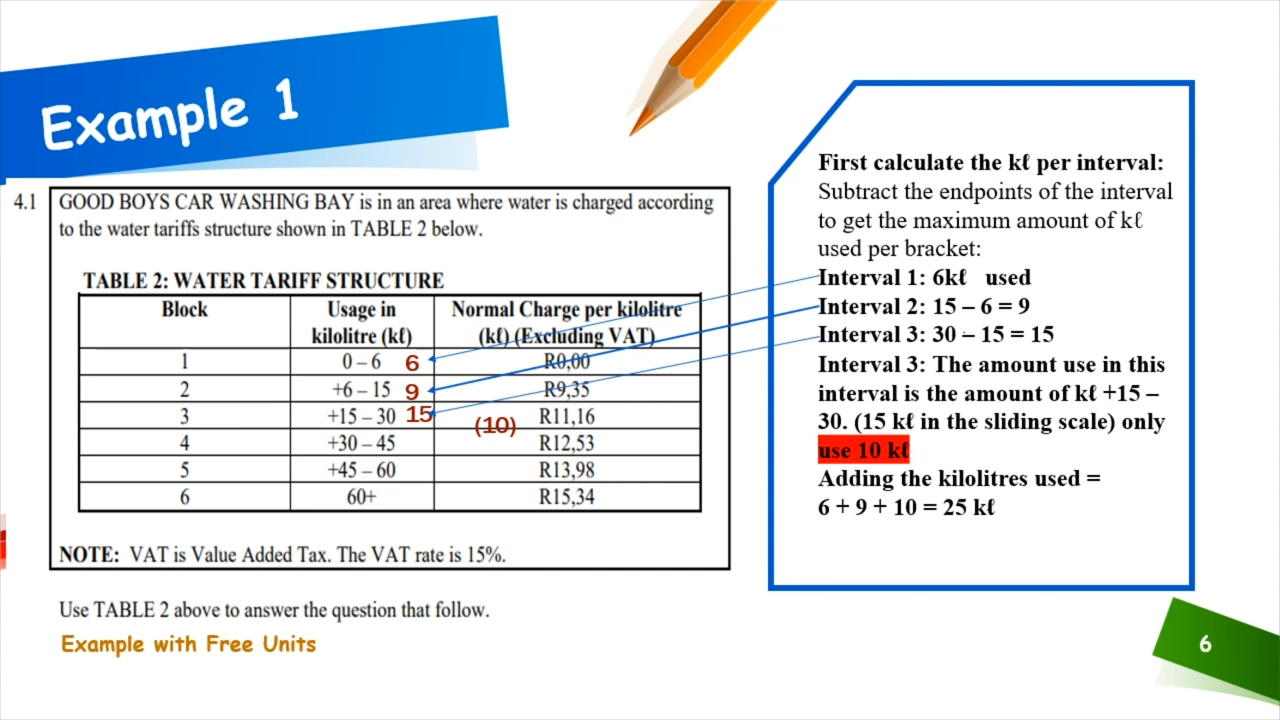 Example 1
4.1 GOOD BOYS CAR WASHING BAY is in an area where water is charged according
to the water tariffs structure shown in TABLE 2 below.
TABLE 2: WATER TARIFF STRUCTURE
Block Usage in kilolitre (kℓ) Normal Charge per kilolitre (kℓ) (Excluding VAT)
1 0 – 6 6 R0,00
2 +6 – 15 9 R9,35
3 +15 – 30 15 (10) R11,16
4 +30 – 45 R12,53
5 +45 – 60 R13,98
6 60+ R15,34
NOTE: VAT is Value Added Tax. The VAT rate is 15%.
Use TABLE 2 above to answer the question that follow.
Example with Free Units
First calculate the kℓ per interval:
Subtract the endpoints of the interval
to get the maximum amount of kℓ
used per bracket:
Interval 1: 6kℓ used
Interval 2: 15 – 6 = 9
Interval 3: 30 – 15 = 15
Interval 3: The amount use in this
interval is the amount of kℓ +15 –
30. (15 kℓ in the sliding scale) only
use 10 kℓ
Adding the kilolitres used =
6 + 9 + 10 = 25 kℓ
6